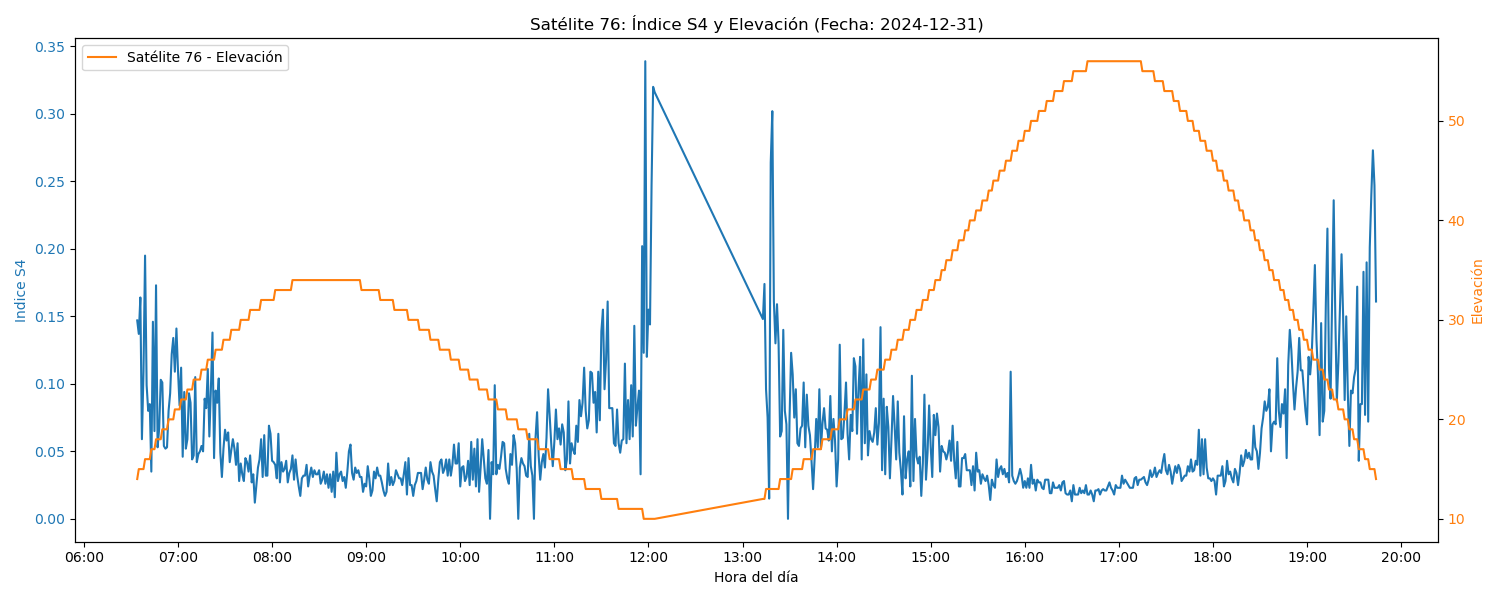 Satélite 76: Índice S4 y Elevación (Fecha: 2024-12-31)
Satélite 76 - Elevación
0.35
0.30
0.25
0.20
0.15
0.10
0.05
0.00
Indice S4
50
40
30
20
10
Elevación
06:00 07:00 08:00 09:00 10:00 11:00 12:00 13:00 14:00 15:00 16:00 17:00 18:00 19:00 20:00
Hora del día